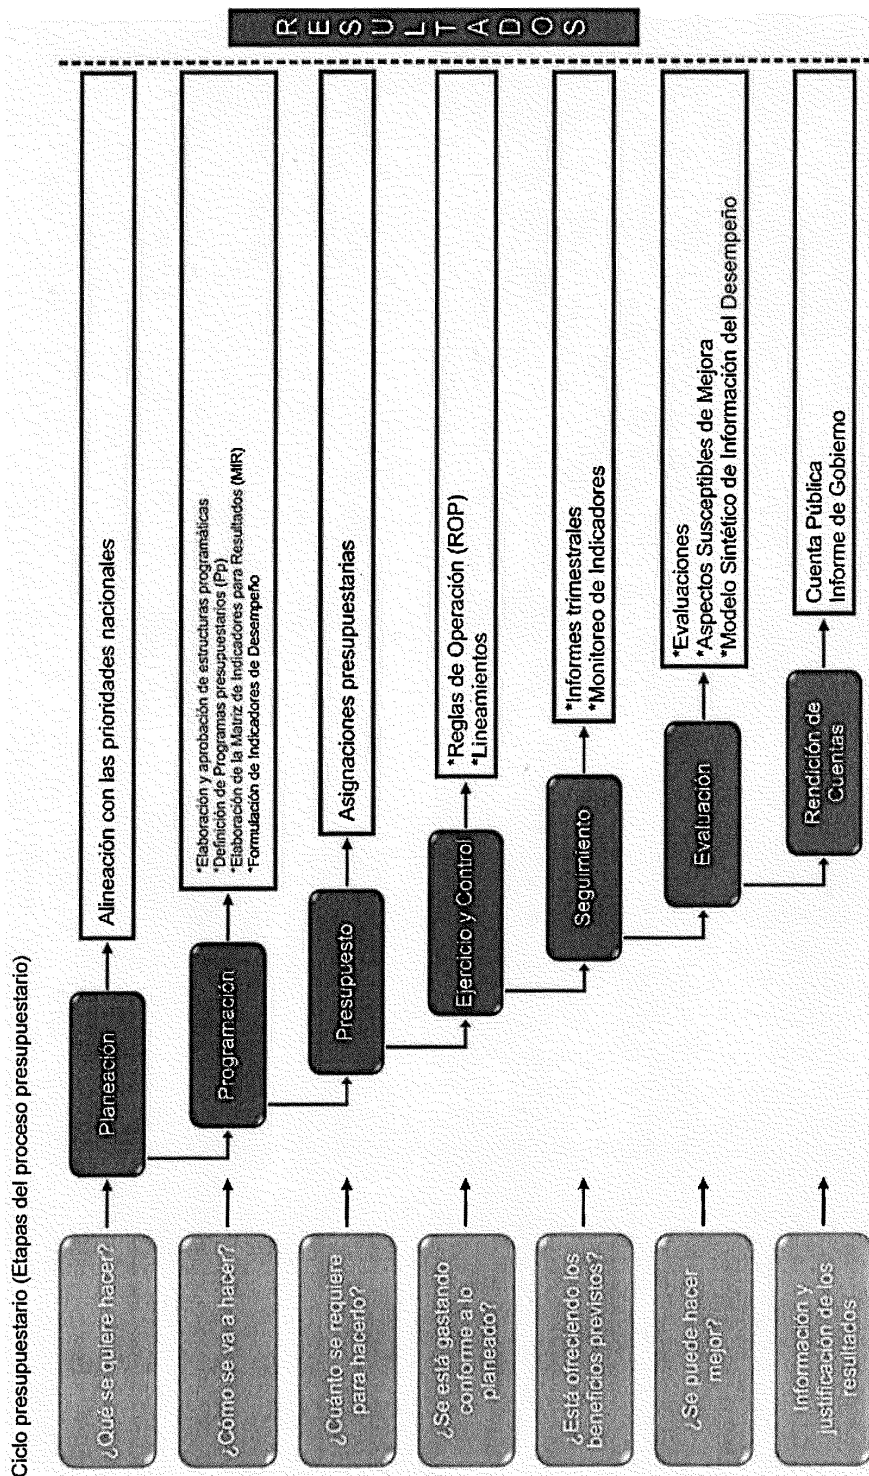 Ciclo presupuestario (Etapas del proceso presupuestario)
¿Qué se quiere hacer?
Planeación
Alineación con las prioridades nacionales
¿Cómo se va a hacer?
Programación
*Elaboración y aprobación de estructuras programáticas
*Definición de Programas presupuestarios (Pp)
*Elaboración de la Matriz de Indicadores para Resultados (MIR)
*Formulación de Indicadores de Desempeño
¿Cuánto se requiere
para hacerlo?
Presupuesto
Asignaciones presupuestarias
¿Se está gastando
conforme a lo
planeado?
Ejercicio y Control
*Reglas de Operación (ROP)
*Lineamientos
¿Está ofreciendo los
beneficios previstos?
Seguimiento
*Informes trimestrales
*Monitoreo de Indicadores
¿Se puede hacer
mejor?
Evaluación
*Evaluaciones
*Aspectos Susceptibles de Mejora
*Modelo Sintético de Información del Desempeño
Información y
justificación de los
resultados
Rendición de
Cuentas
Cuenta Pública
Informe de Gobierno
RESULTADOS